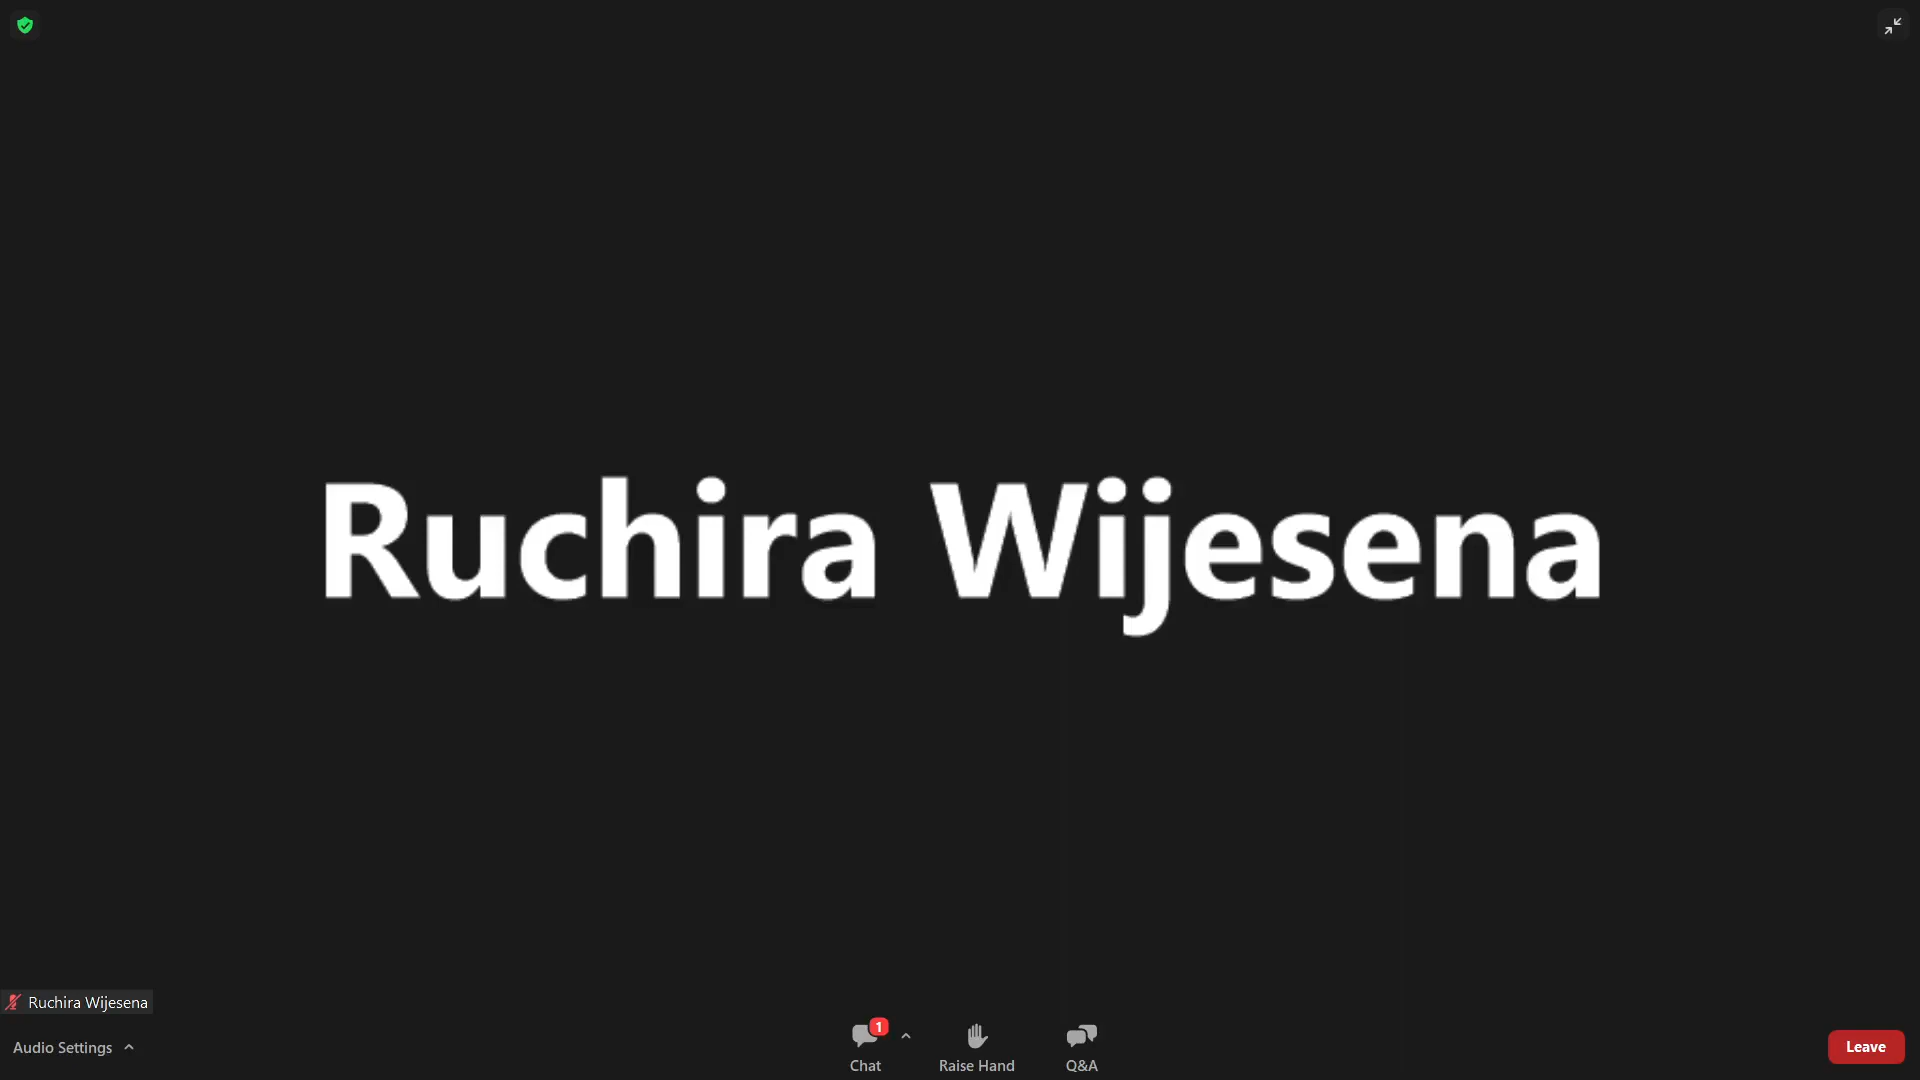 Ruchira Wijesena
Ruchira Wijesena
Audio Settings
1
Chat
Raise Hand
Q&A
Leave